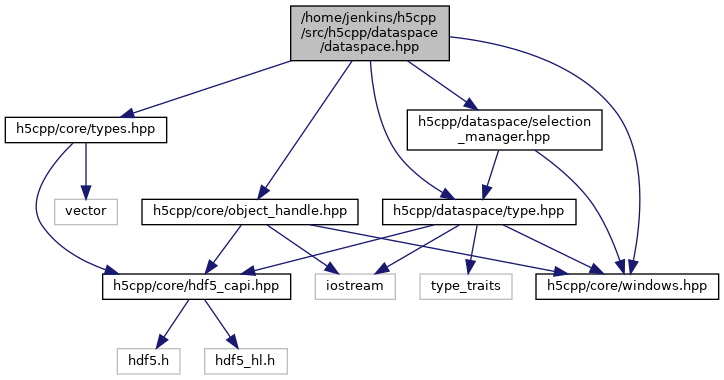 /home/jenkins/h5cpp
/src/h5cpp/dataspace
/dataspace.hpp
h5cpp/core/types.hpp
h5cpp/dataspace/selection
_manager.hpp
vector
h5cpp/core/object_handle.hpp
h5cpp/dataspace/type.hpp
h5cpp/core/hdf5_capi.hpp
iostream
type_traits
h5cpp/core/windows.hpp
hdf5.h
hdf5_hl.h